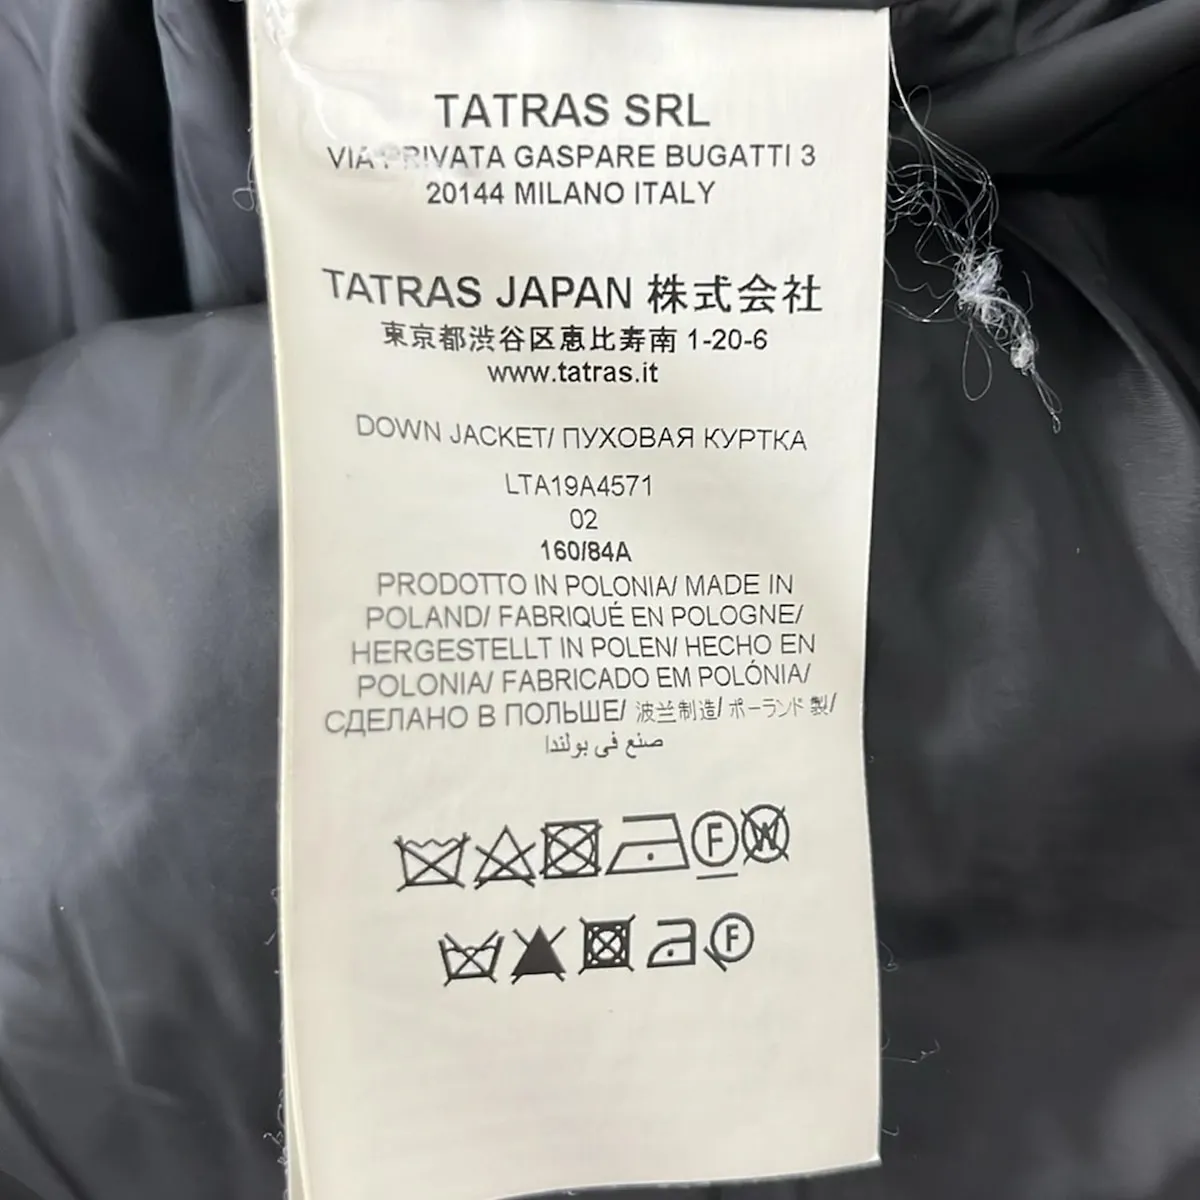 TATRAS SRL
VIA PRIVATA GASPARE BUGATTI 3
20144 MILANO ITALY
TATRAS JAPAN 株式会社
東京都渋谷区恵比寿南 1-20-6
www.tatras.it
DOWN JACKET/ ПУХОВАЯ КУРТКА
LTA19A4571
02
160/84A
PRODOTTO IN POLONIA/ MADE IN
POLAND/ FABRIQUÉ EN POLOGNE/
HERGESTELLT IN POLEN/ HECHO EN
POLONIA/ FABRICADO EM POLÓNIA/
СДЕЛАНО В ПОЛЬШЕ/ 波兰制造/ ポーランド 製/
صنع في بولندا
F W
F